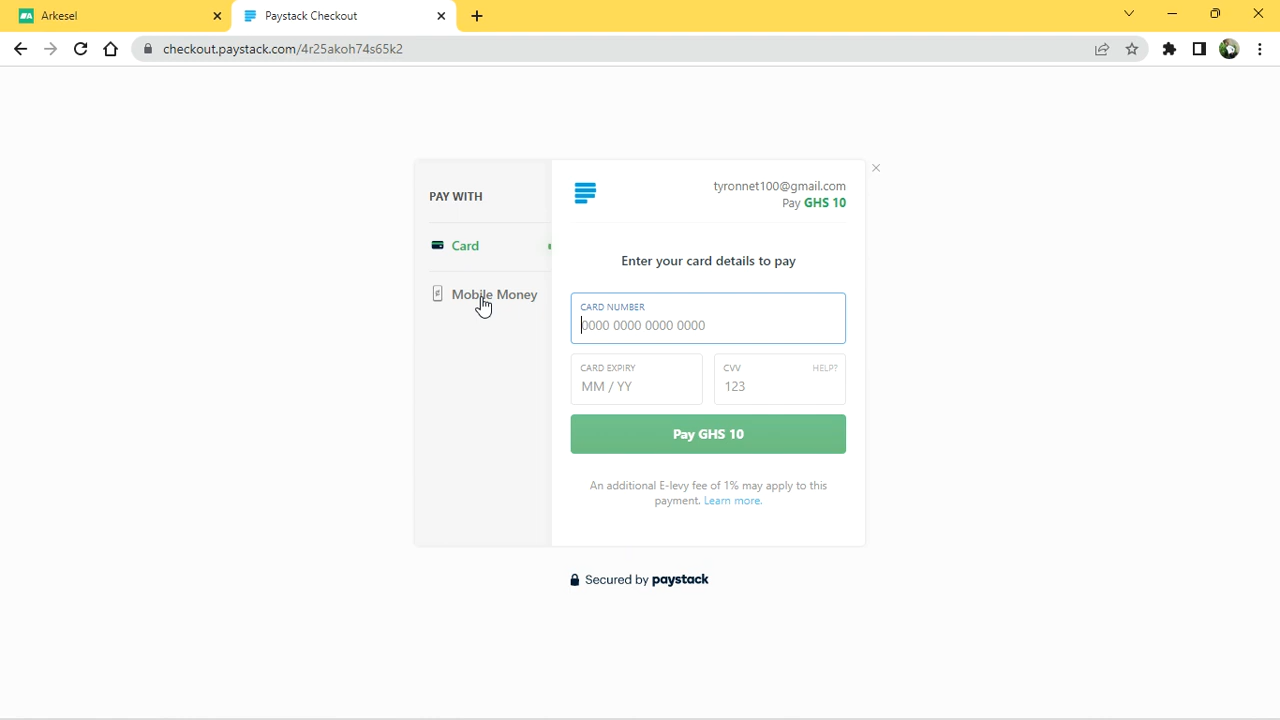 Arkesel
Paystack Checkout
checkout.paystack.com/4r25akoh74s65k2
PAY WITH
Card
Mobile Money
tyronnet100@gmail.com
Pay GHS 10
Enter your card details to pay
CARD NUMBER
0000 0000 0000 0000
CARD EXPIRY
MM / YY
CVV HELP?
123
Pay GHS 10
An additional E-levy fee of 1% may apply to this
payment. Learn more.
Secured by paystack